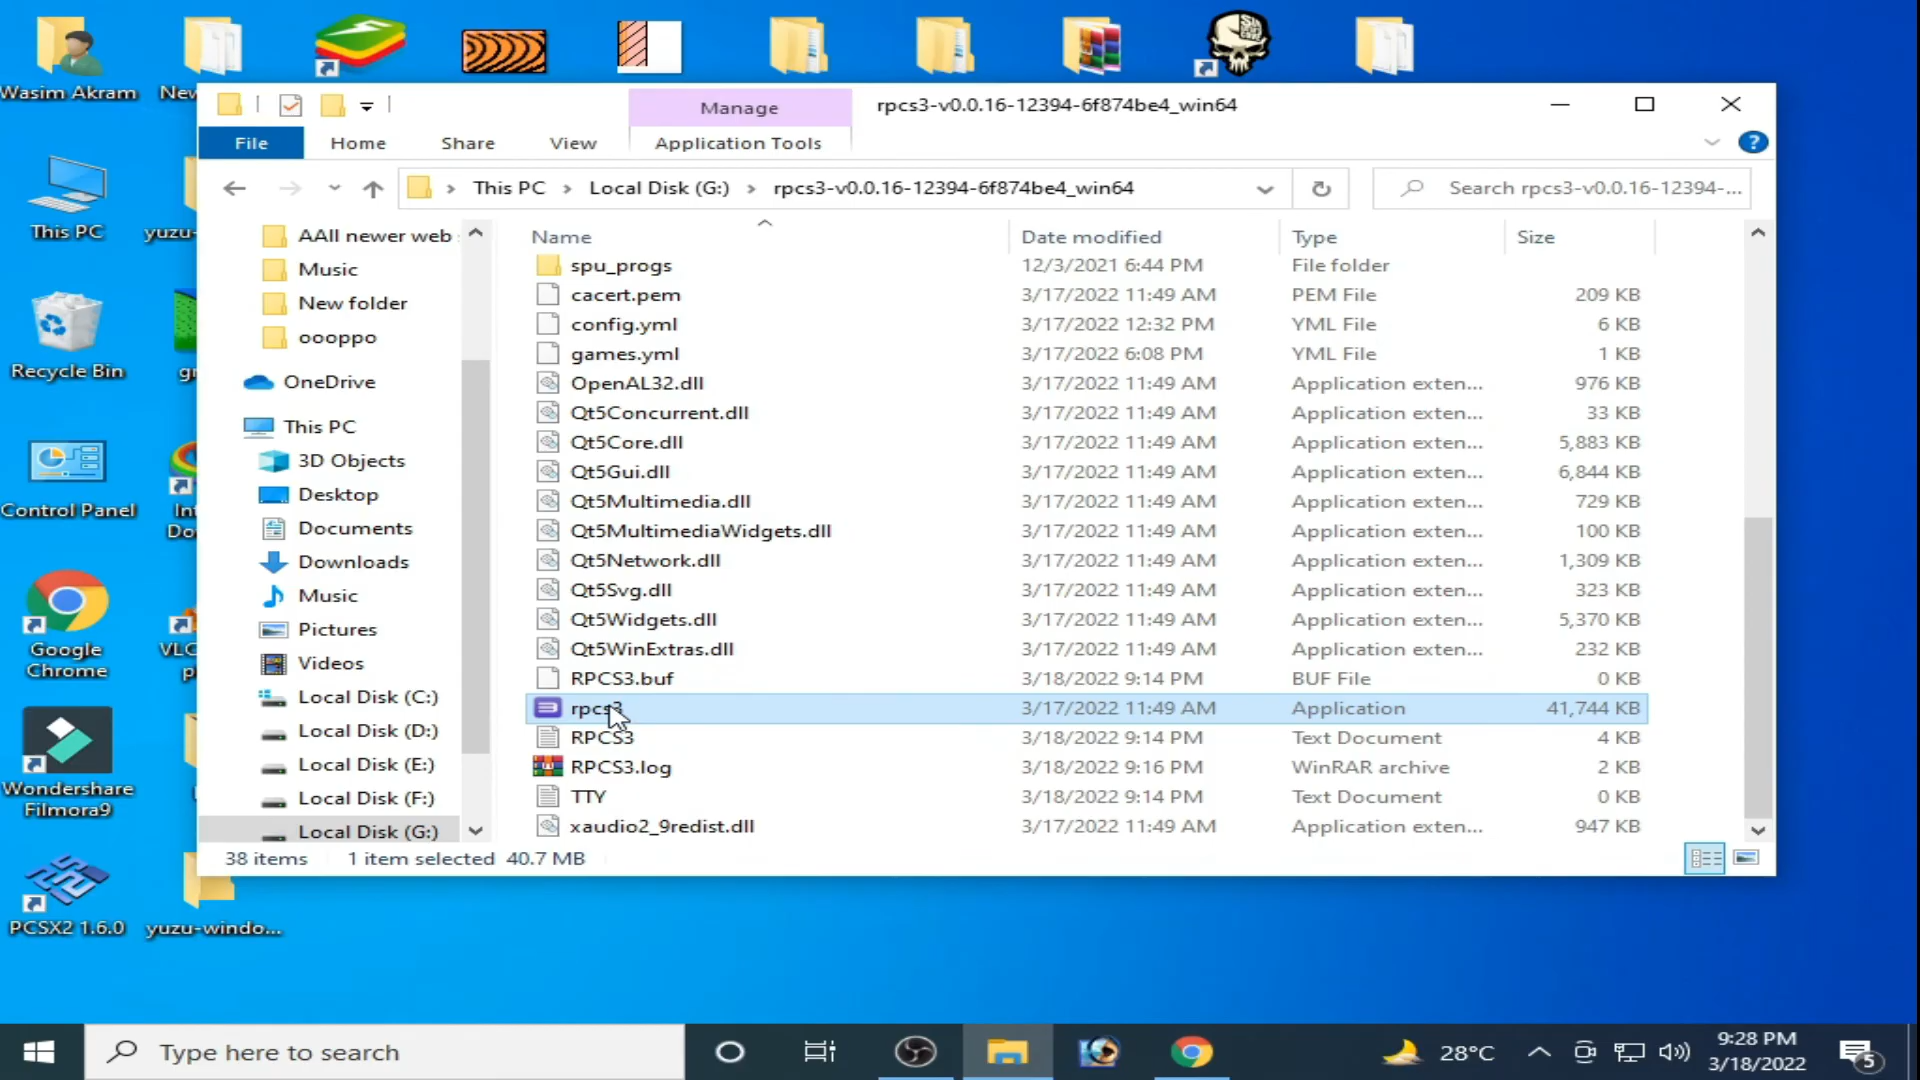 Wasim Akram
New
This PC
yuzu-
Recycle Bin
gr
Control Panel
Int
Do
Google
Chrome
VLC
p
Wondershare
Filmora9
PCSX2 1.6.0
yuzu-windo...
Manage
rpcs3-v0.0.16-12394-6f874be4_win64
File
Home
Share
View
Application Tools
This PC
Local Disk (G:)
rpcs3-v0.0.16-12394-6f874be4_win64
Search rpcs3-v0.0.16-12394-...
AAll newer web
Music
New folder
oooppo
OneDrive
This PC
3D Objects
Desktop
Documents
Downloads
Music
Pictures
Videos
Local Disk (C:)
Local Disk (D:)
Local Disk (E:)
Local Disk (F:)
Local Disk (G:)
Name Date modified Type Size
spu_progs 12/3/2021 6:44 PM File folder
cacert.pem 3/17/2022 11:49 AM PEM File 209 KB
config.yml 3/17/2022 12:32 PM YML File 6 KB
games.yml 3/17/2022 6:08 PM YML File 1 KB
OpenAL32.dll 3/17/2022 11:49 AM Application exten... 976 KB
Qt5Concurrent.dll 3/17/2022 11:49 AM Application exten... 33 KB
Qt5Core.dll 3/17/2022 11:49 AM Application exten... 5,883 KB
Qt5Gui.dll 3/17/2022 11:49 AM Application exten... 6,844 KB
Qt5Multimedia.dll 3/17/2022 11:49 AM Application exten... 729 KB
Qt5MultimediaWidgets.dll 3/17/2022 11:49 AM Application exten... 100 KB
Qt5Network.dll 3/17/2022 11:49 AM Application exten... 1,309 KB
Qt5Svg.dll 3/17/2022 11:49 AM Application exten... 323 KB
Qt5Widgets.dll 3/17/2022 11:49 AM Application exten... 5,370 KB
Qt5WinExtras.dll 3/17/2022 11:49 AM Application exten... 232 KB
RPCS3.buf 3/18/2022 9:14 PM BUF File 0 KB
rpcs3 3/17/2022 11:49 AM Application 41,744 KB
RPCS3 3/18/2022 9:14 PM Text Document 4 KB
RPCS3.log 3/18/2022 9:16 PM WinRAR archive 2 KB
TTY 3/18/2022 9:14 PM Text Document 0 KB
xaudio2_9redist.dll 3/17/2022 11:49 AM Application exten... 947 KB
38 items 1 item selected 40.7 MB
Type here to search
28°C
9:28 PM
3/18/2022
5